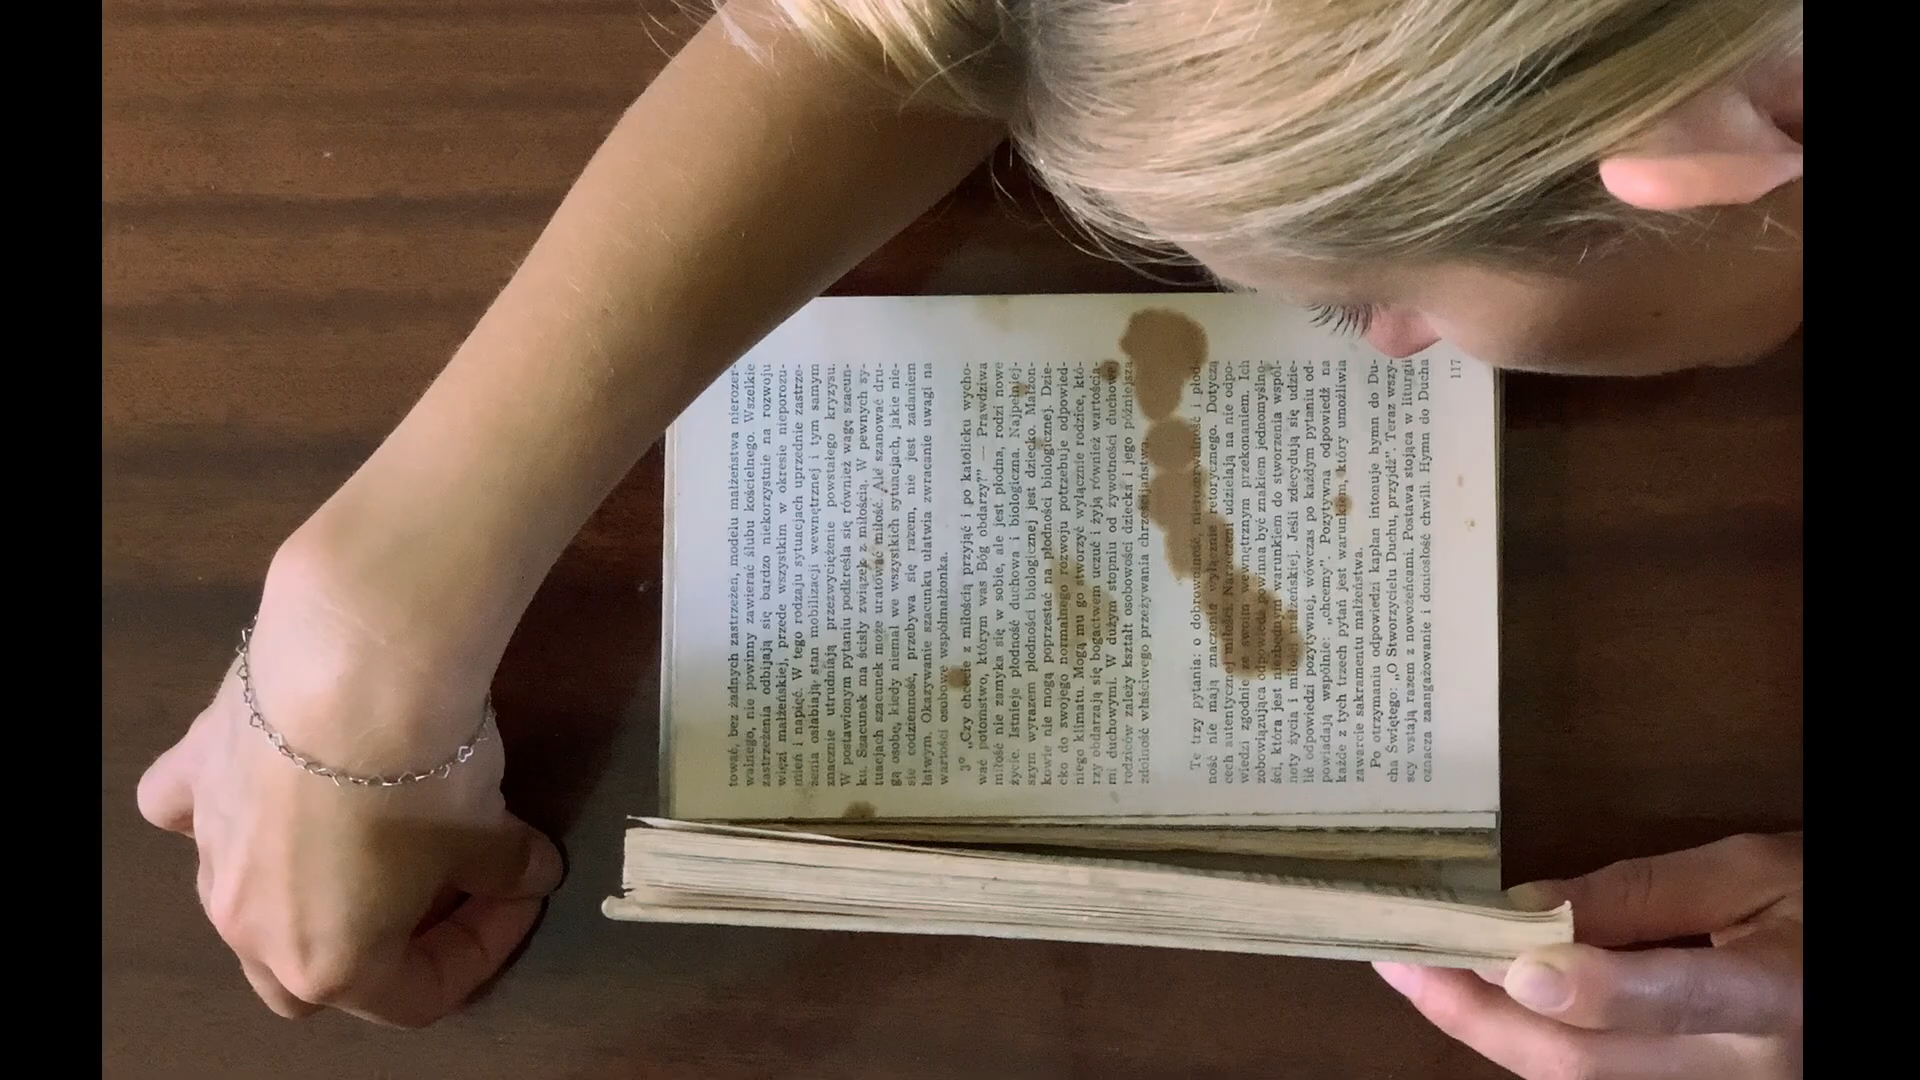 tować, bez żadnych zastrzeżeń, modelu małżeństwa nierozer-
walnego, nie powinny zawierać ślubu kościelnego. Wszelkie
zastrzeżenia odbijają się bardzo niekorzystnie na rozwoju
więzi małżeńskiej, przede wszystkim w okresie nieporozu-
mień i napięć. W tego rodzaju sytuacjach uprzednie zastrze-
żenia osłabiają stan mobilizacji wewnętrznej i tym samym
znacznie utrudniają przezwyciężenie powstałego kryzysu.
W postawionym pytaniu podkreśla się również wagę szacun-
ku. Szacunek ma ścisły związek z miłością. W pewnych sy-
tuacjach szacunek może uratować miłość. Ale szanować dru-
gą osobę, kiedy niemal we wszystkich sytuacjach, jakie nie-
sie codzienność, przebywa się razem, nie jest zadaniem
łatwym. Okazywanie szacunku ułatwia zwracanie uwagi na
wartości osobowe współmałżonka.
3° „Czy chcecie z miłością przyjąć i po katolicku wycho-
wać potomstwo, którym was Bóg obdarzy?” — Prawdziwa
miłość nie zamyka się w sobie, ale jest płodna, rodzi nowe
życie. Istnieje płodność duchowa i biologiczna. Najpełniej-
szym wyrazem płodności biologicznej jest dziecko. Małżon-
kowie nie mogą poprzestać na płodności biologicznej. Dzie-
cko do swojego normalnego rozwoju potrzebuje odpowied-
niego klimatu. Mogą mu go stworzyć wyłącznie rodzice, któ-
rzy obdarzają się bogactwem uczuć i żyją również wartościa-
mi duchowymi. W dużym stopniu od żywotności duchowej
rodziców zależy kształt osobowości dziecka i jego późniejsza
zdolność właściwego przeżywania chrześcijaństwa.
Te trzy pytania: o dobrowolność, nierozerwalność i płod-
ność nie mają znaczenia wyłącznie retorycznego. Dotyczą
cech autentycznej miłości. Narzeczeni udzielają na nie odpo-
wiedzi zgodnie ze swoim wewnętrznym przekonaniem. Ich
zobowiązująca odpowiedź powinna być znakiem jednomyślno-
ści, która jest niezbędnym warunkiem do stworzenia wspól-
noty życia i miłości małżeńskiej. Jeśli zdecydują się udzie-
lić odpowiedzi pozytywnej, wówczas po każdym pytaniu od-
powiadają wspólnie: „chcemy”. Pozytywna odpowiedź na
każde z tych trzech pytań jest warunkiem, który umożliwia
zawarcie sakramentu małżeństwa.
Po otrzymaniu odpowiedzi kapłan intonuje hymn do Du-
cha Świętego: „O Stworzycielu Duchu, przyjdź”. Teraz wszy-
scy wstają razem z nowożeńcami. Postawa stojąca w liturgii
oznacza zaangażowanie i doniosłość chwili. Hymn do Ducha
117